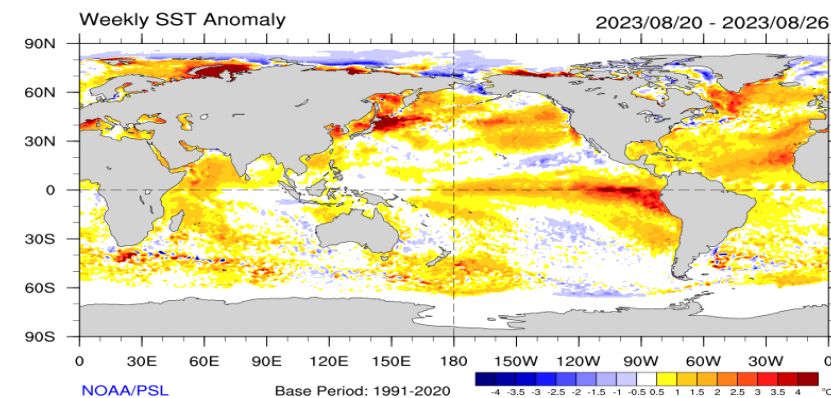 Weekly SST Anomaly
2023/08/20 - 2023/08/26
90N
60N
30N
0
30S
60S
90S
0 30E 60E 90E 120E 150E 180 150W 120W 90W 60W 30W 0
NOAA/PSL
Base Period: 1991-2020
-4 -3.5 -3 -2.5 -2 -1.5 -1 -0.5 0.5 1 1.5 2 2.5 3 3.5 4 °C